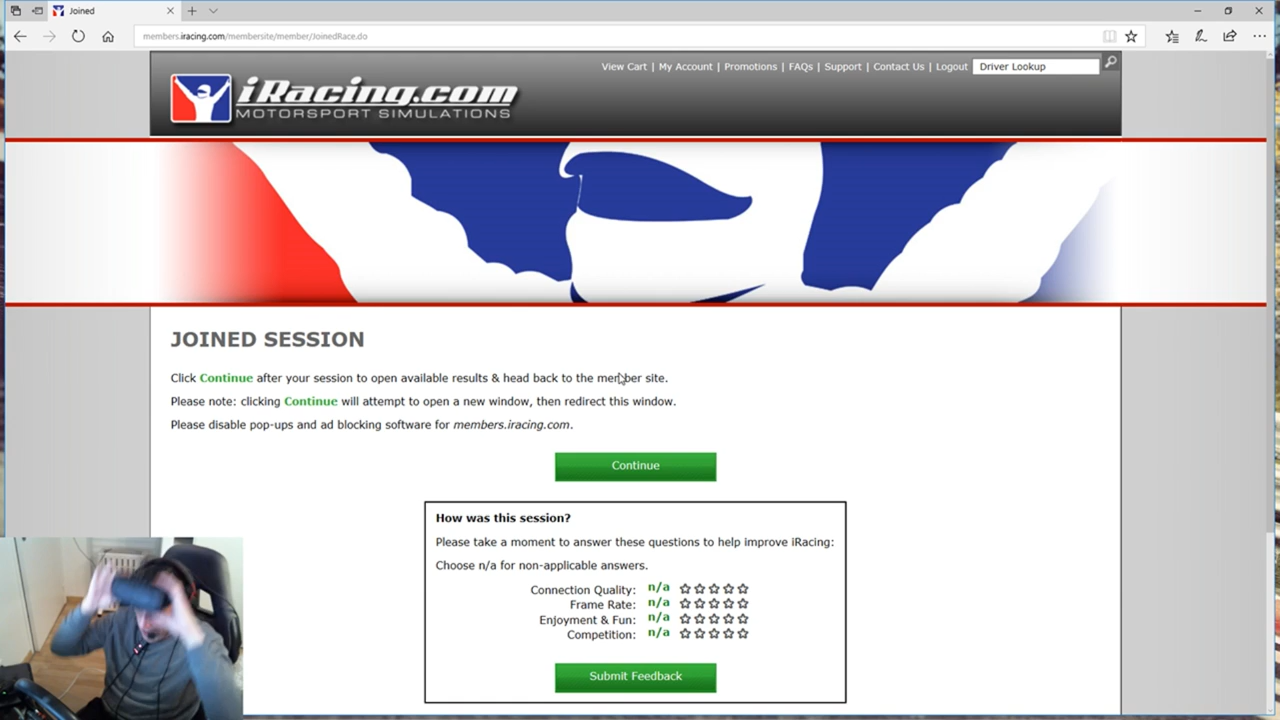 Joined
members.iracing.com/membersite/member/JoinedRace.do
View Cart | My Account | Promotions | FAQs | Support | Contact Us | Logout
Driver Lookup
iRacing.com
MOTORSPORT SIMULATIONS
JOINED SESSION
Click Continue after your session to open available results & head back to the member site.
Please note: clicking Continue will attempt to open a new window, then redirect this window.
Please disable pop-ups and ad blocking software for members.iracing.com.
Continue
How was this session?
Please take a moment to answer these questions to help improve iRacing:
Choose n/a for non-applicable answers.
Connection Quality: n/a
Frame Rate: n/a
Enjoyment & Fun: n/a
Competition: n/a
Submit Feedback